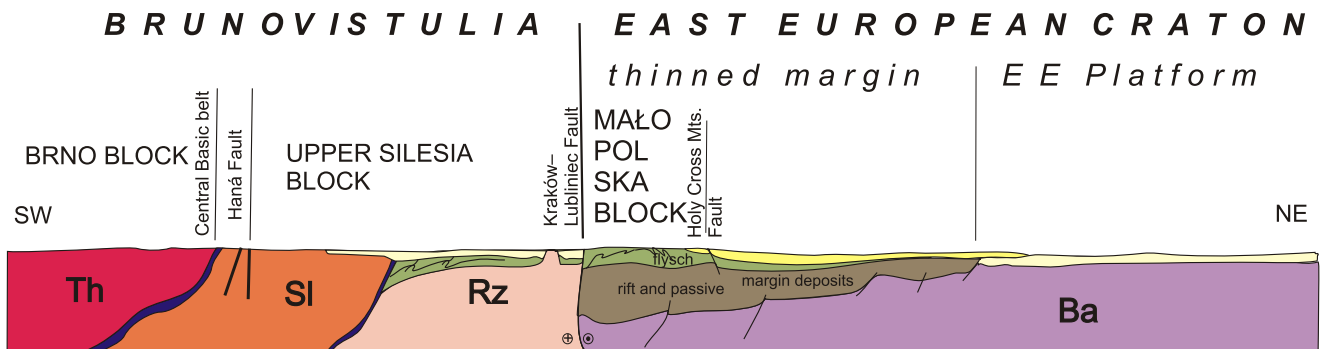 BRUNOVISTULIA
EAST EUROPEAN CRATON
thinned margin
EE Platform
BRNO BLOCK
Central Basic belt
Haná Fault
UPPER SILESIA
BLOCK
Kraków–
Lubliniec Fault
MAŁO
POL
SKA
BLOCK
Holy Cross Mts.
Fault
SW
NE
Th
Sl
Rz
flysch
rift and passive
margin deposits
Ba